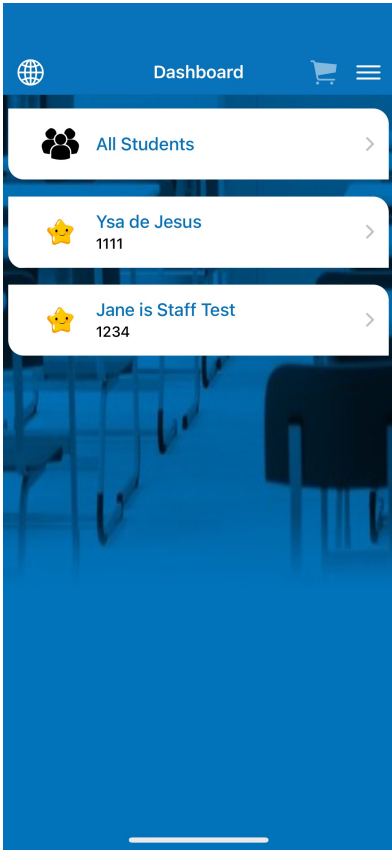 Dashboard
All Students
Ysa de Jesus
1111
Jane is Staff Test
1234